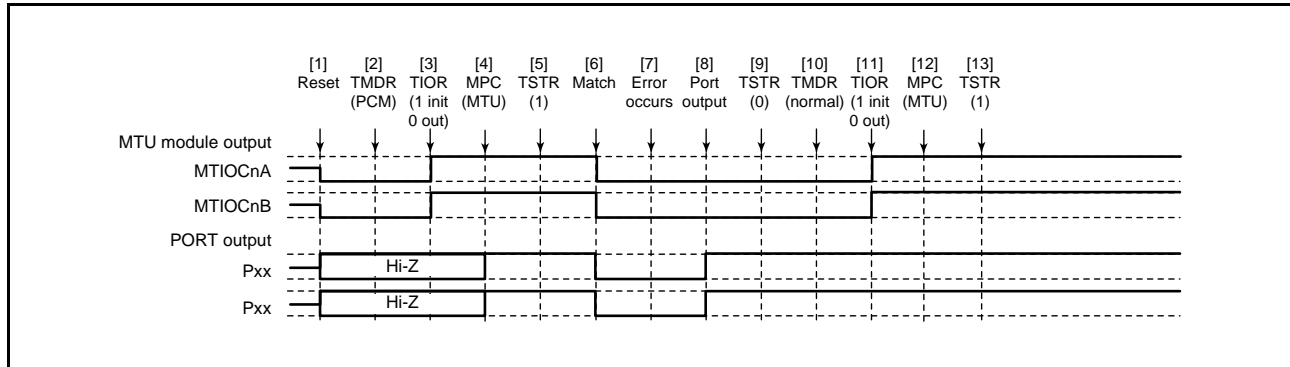 [1] [2] [3] [4] [5] [6] [7] [8] [9] [10] [11] [12] [13]
Reset TMDR TIOR MPC TSTR Match Error Port TSTR TMDR TIOR MPC TSTR
(PCM) (1 init (MTU) (1) occurs output (0) (normal) (1 init (MTU) (1)
0 out) 0 out)
MTU module output
MTIOCnA
MTIOCnB
PORT output
Pxx Hi-Z
Pxx Hi-Z